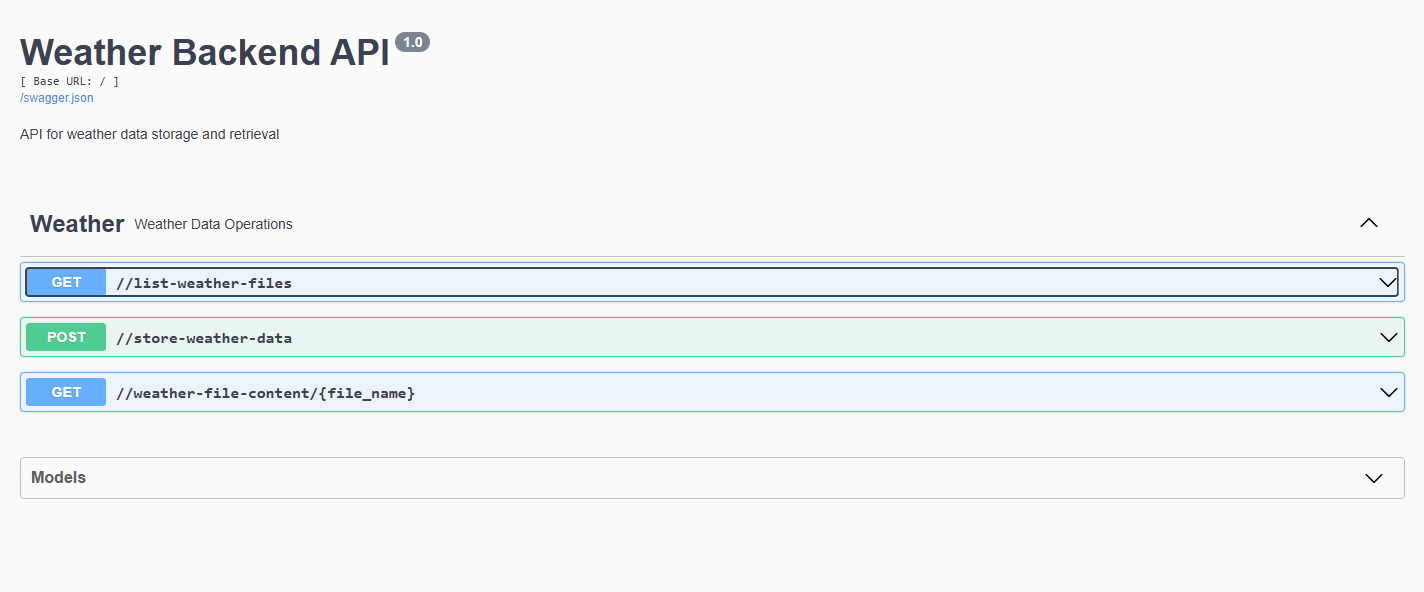 Weather Backend API 1.0
[ Base URL: / ]
/swagger.json
API for weather data storage and retrieval
Weather Weather Data Operations
GET //list-weather-files
POST //store-weather-data
GET //weather-file-content/{file_name}
Models